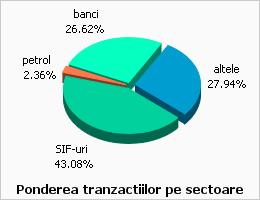 banci
26.62%
petrol
2.36%
altele
27.94%
SIF-uri
43.08%
Ponderea tranzactiilor pe sectoare